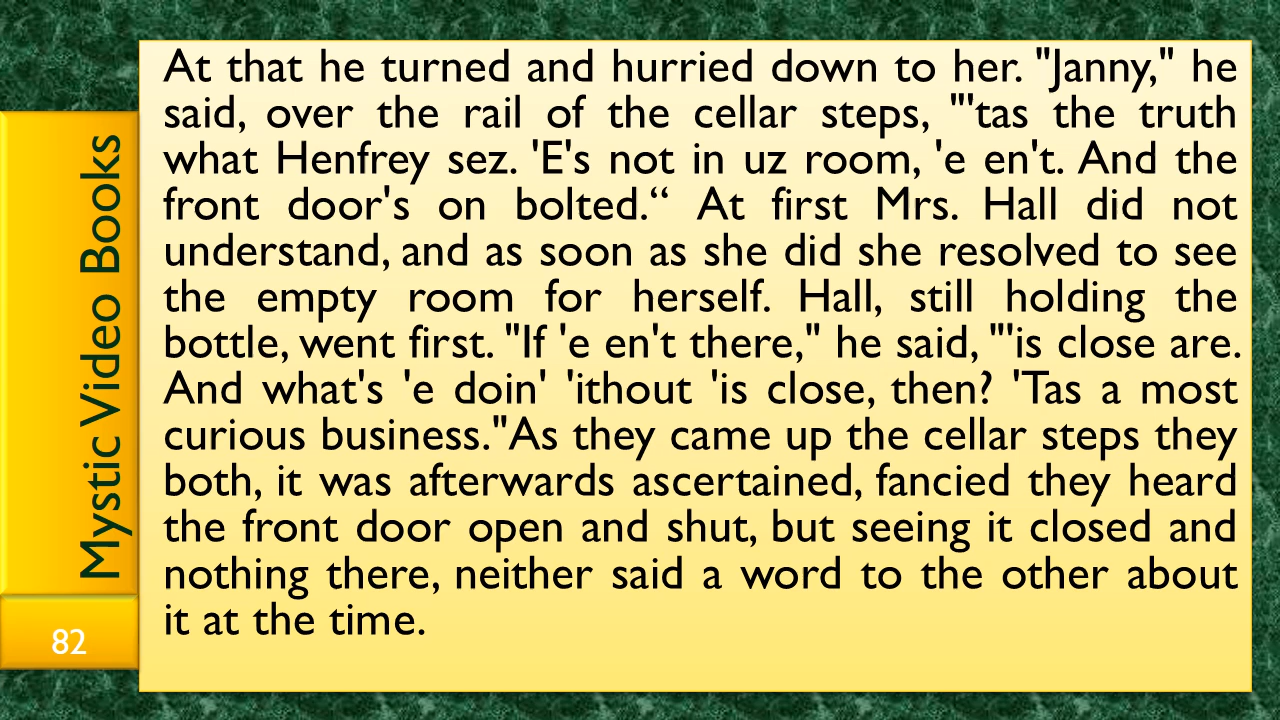 At that he turned and hurried down to her. "Janny," he
said, over the rail of the cellar steps, "'tas the truth
what Henfrey sez. 'E's not in uz room, 'e en't. And the
front door's on bolted.“ At first Mrs. Hall did not
understand, and as soon as she did she resolved to see
the empty room for herself. Hall, still holding the
bottle, went first. "If 'e en't there," he said, "'is close are.
And what's 'e doin' 'ithout 'is close, then? 'Tas a most
curious business."As they came up the cellar steps they
both, it was afterwards ascertained, fancied they heard
the front door open and shut, but seeing it closed and
nothing there, neither said a word to the other about
it at the time.
Mystic Video Books
82